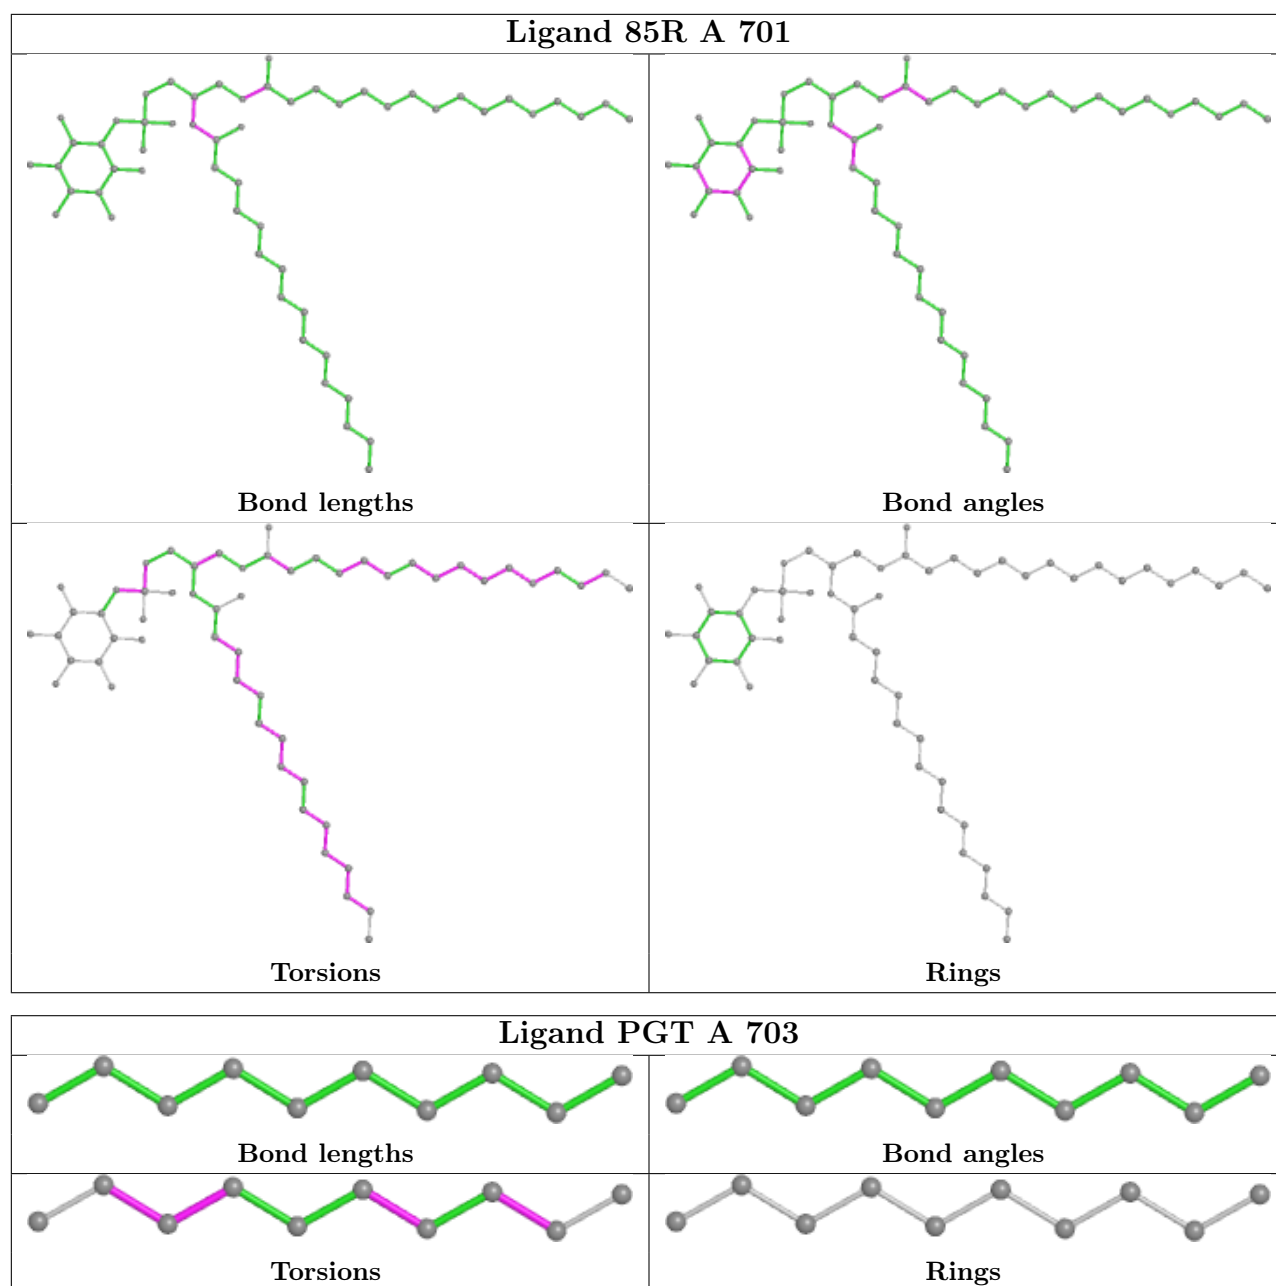 Ligand 85R A 701
Bond lengths
Bond angles
Torsions
Rings
Ligand PGT A 703
Bond lengths
Bond angles
Torsions
Rings